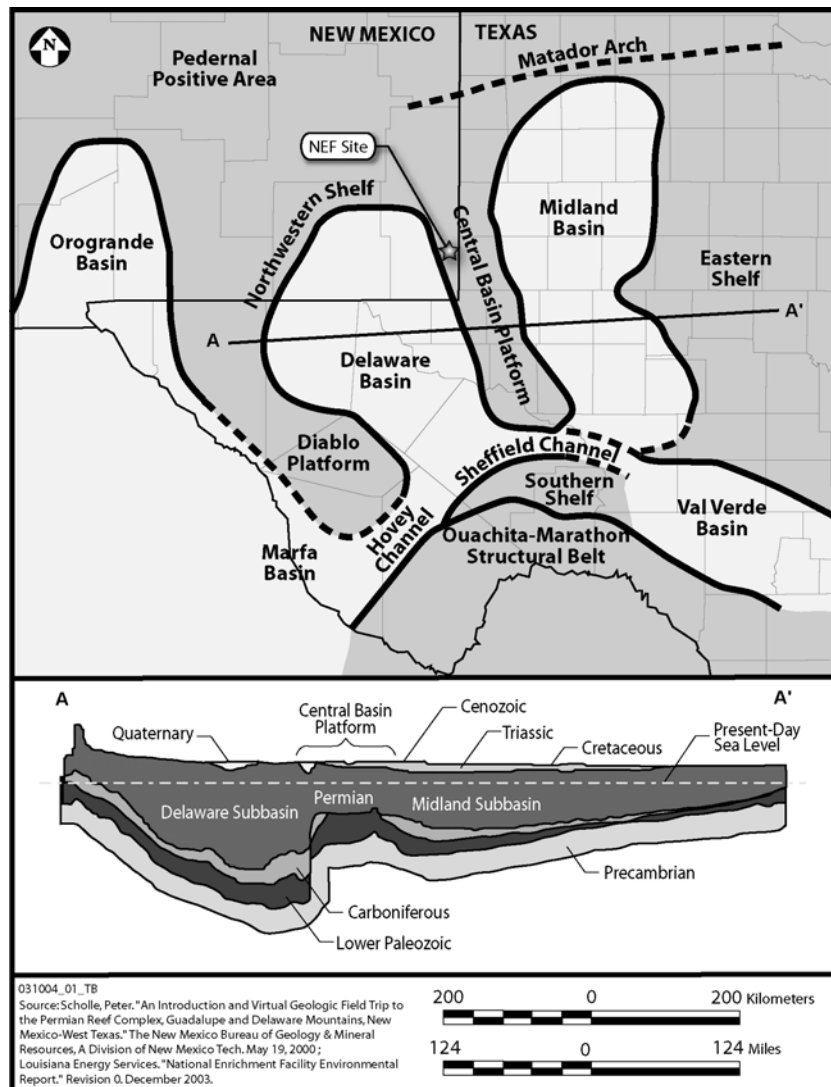 N
NEW MEXICO
TEXAS
Pedernal
Positive Area
Matador Arch
NEF Site
Northwestern Shelf
Central Basin Platform
Midland
Basin
Orogrande
Basin
Eastern
Shelf
A
A'
Delaware
Basin
Diablo
Platform
Sheffield Channel
Southern
Shelf
Hovey
Channel
Val Verde
Basin
Marfa
Basin
Ouachita-Marathon
Structural Belt
A
A'
Quaternary
Central Basin
Platform
Cenozoic
Triassic
Cretaceous
Present-Day
Sea Level
Delaware Subbasin
Permian
Midland Subbasin
Precambrian
Carboniferous
Lower Paleozoic
031004_01_TB
Source: Scholle, Peter. "An Introduction and Virtual Geologic Field Trip to
the Permian Reef Complex, Guadalupe and Delaware Mountains, New
Mexico-West Texas." The New Mexico Bureau of Geology & Mineral
Resources, A Division of New Mexico Tech. May 19, 2000 ;
Louisiana Energy Services. "National Enrichment Facility Environmental
Report." Revision 0. December 2003.
200 0 200 Kilometers
124 0 124 Miles